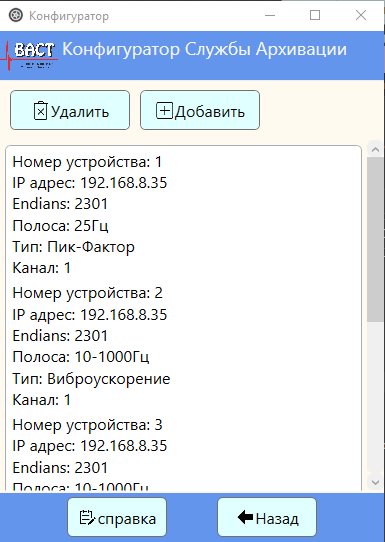 Конфигуратор
ВАСТ
Конфигуратор Службы Архивации
Удалить
Добавить
Номер устройства: 1
IP адрес: 192.168.8.35
Endians: 2301
Полоса: 25Гц
Тип: Пик-Фактор
Канал: 1
Номер устройства: 2
IP адрес: 192.168.8.35
Endians: 2301
Полоса: 10-1000Гц
Тип: Виброускорение
Канал: 1
Номер устройства: 3
IP адрес: 192.168.8.35
Endians: 2301
Полоса: 10-1000Гц
справка
Назад